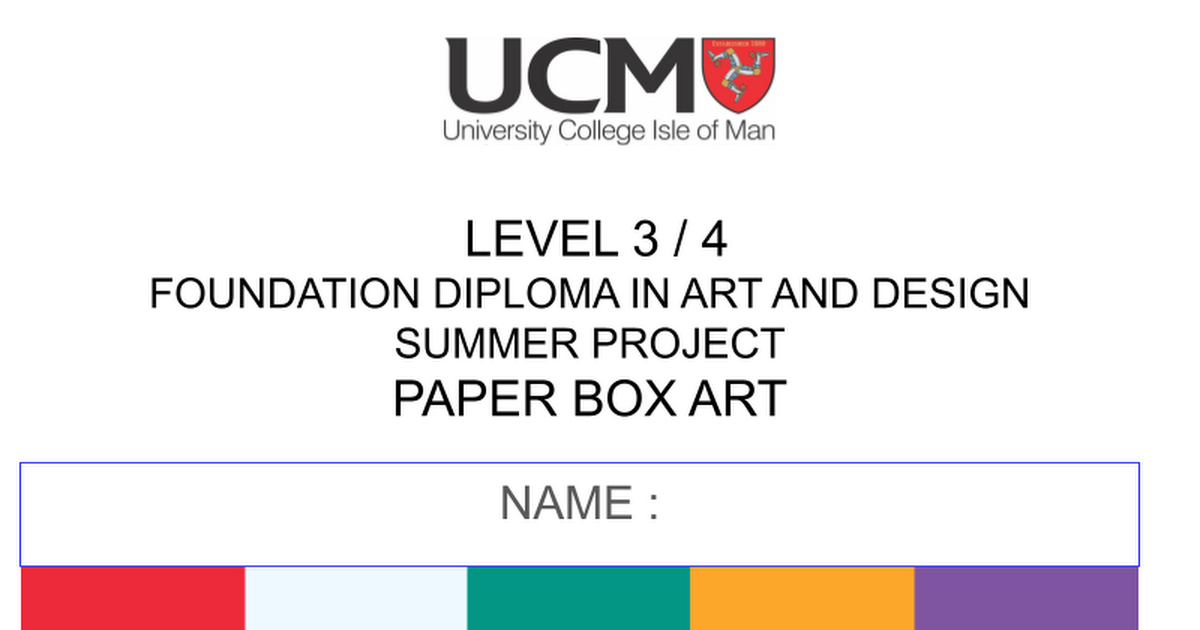 UCM
ESTABLISHED 1880
University College Isle of Man
LEVEL 3 / 4
FOUNDATION DIPLOMA IN ART AND DESIGN
SUMMER PROJECT
PAPER BOX ART
NAME :